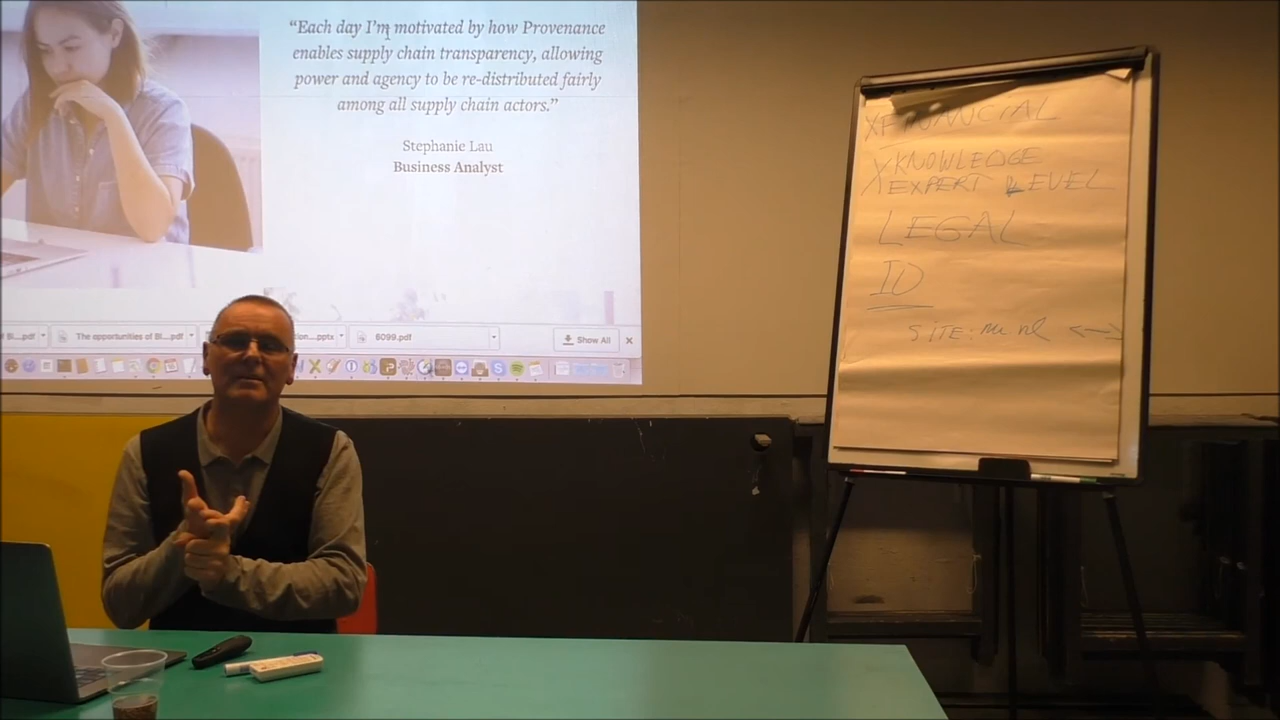 “Each day I’m motivated by how Provenance
enables supply chain transparency, allowing
power and agency to be re-distributed fairly
among all supply chain actors.”
Stephanie Lau
Business Analyst
The opportunities of Bl....pdf
6099.pdf
Show All
XFINANCIAL
XKNOWLEDGE
EXPERT LEVEL
LEGAL
ID
SITE: